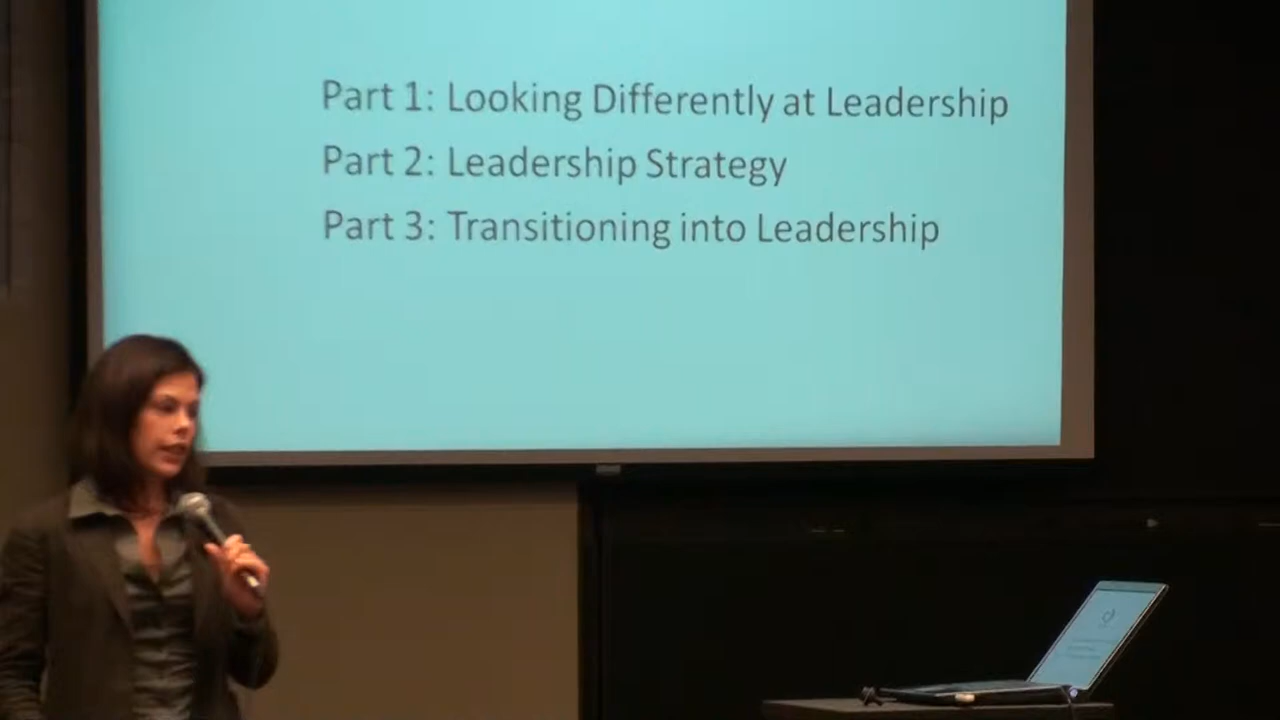 Part 1: Looking Differently at Leadership
Part 2: Leadership Strategy
Part 3: Transitioning into Leadership